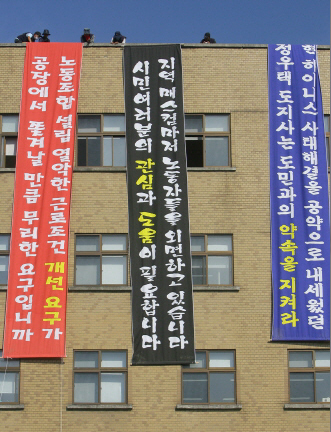 노동조합 설립 열악한 근로조건 개선 요구가
공장에서 쫓겨날 만큼 무리한 요구입니까
지역 매스컴마저 노동자들을 외면하고 있습니다
시민여러분의 관심과 도움이 필요합니다
현 하이닉스 사태해결을 공약으로 내세웠던
정우택 도지사는 도민과의 약속을 지켜라